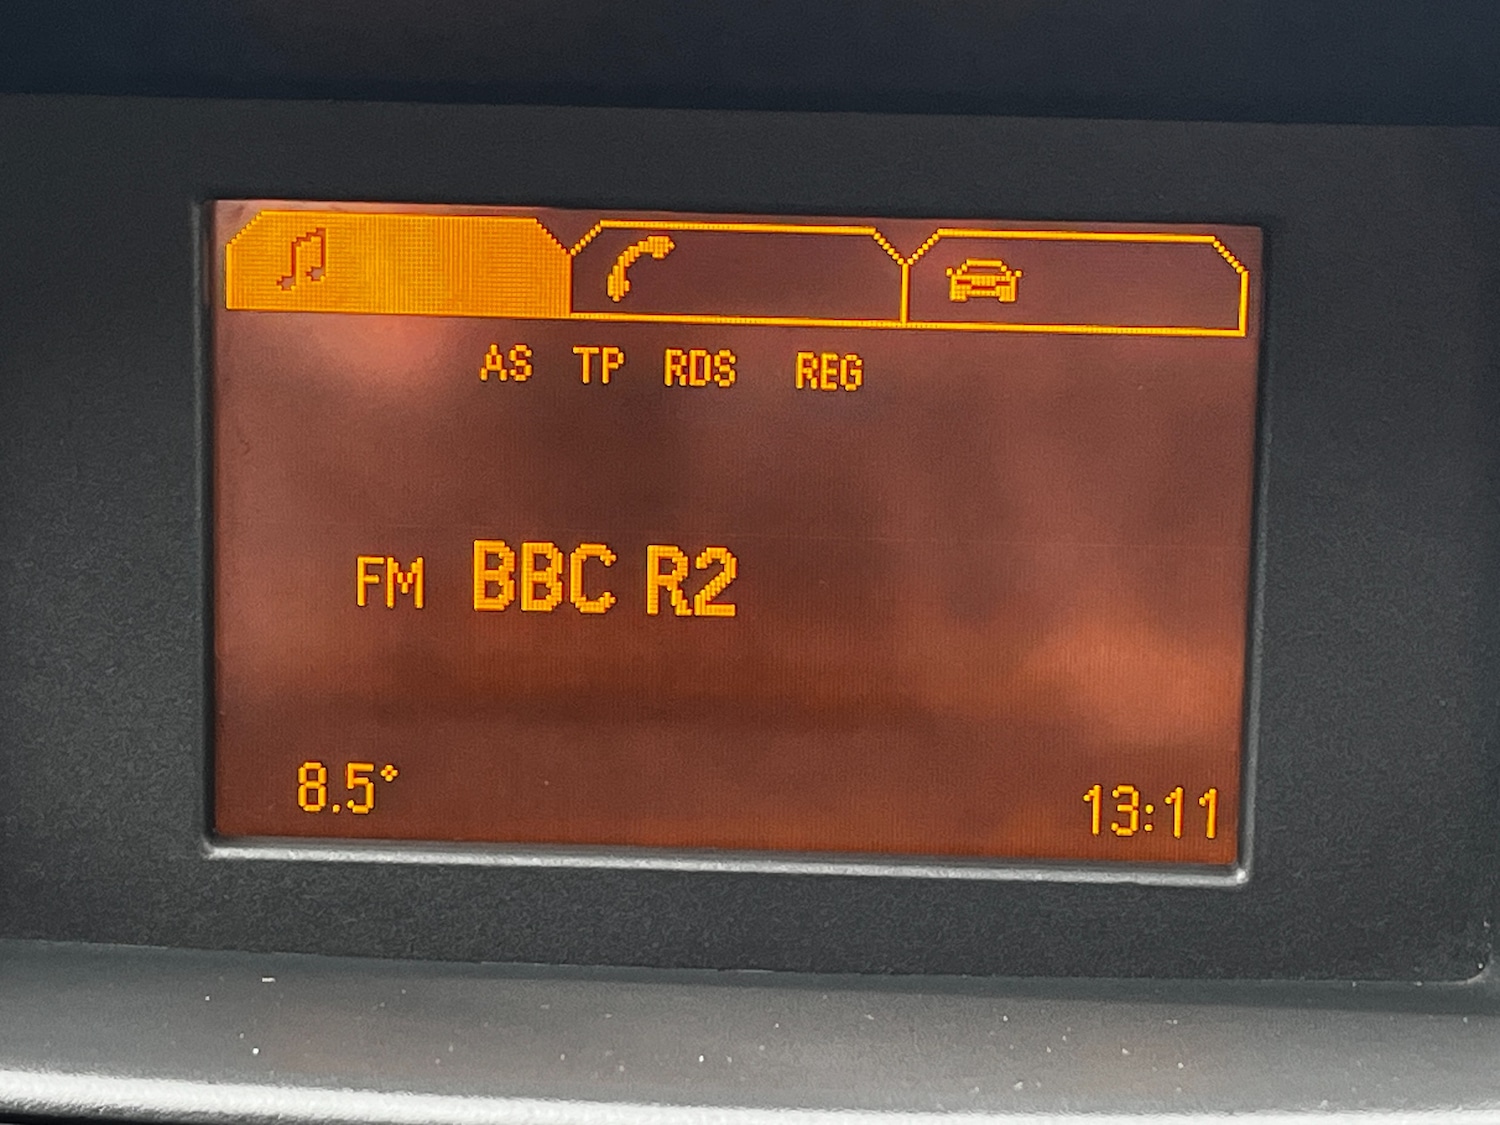 AS TP RDS REG
FM BBC R2
8.5° 13:11